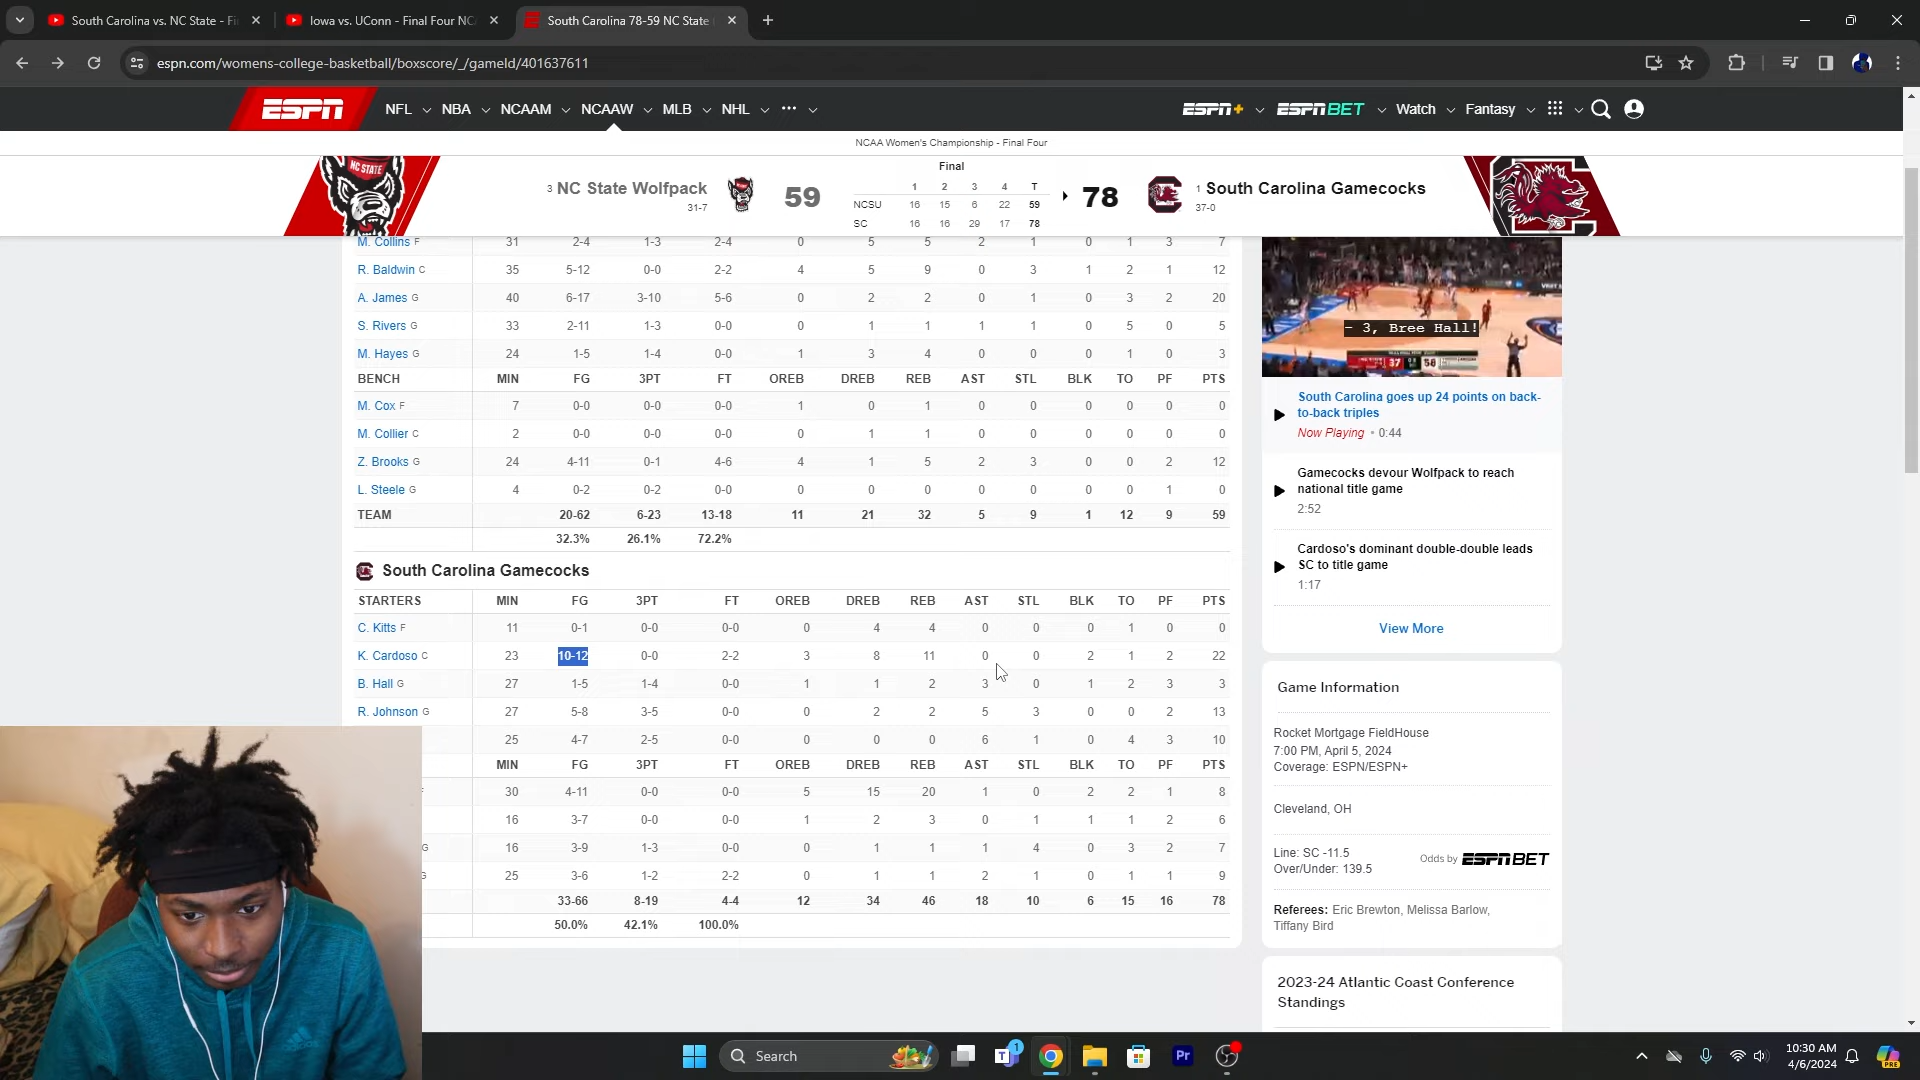 South Carolina vs. NC State - Fi
Iowa vs. UConn - Final Four NC
South Carolina 78-59 NC State
espn.com/womens-college-basketball/boxscore/_/gameId/401637611
ESPN NFL NBA NCAAM NCAAW MLB NHL ESPN+ ESPN BET Watch Fantasy
NCAA Women's Championship - Final Four
Final
NC STATE
3 NC State Wolfpack
31-7
59
1 2 3 4 T
NCSU 16 15 6 22 59
SC 16 16 29 17 78
78
1 South Carolina Gamecocks
37-0
M. Collins F 31 2-4 1-3 2-4 0 5 5 2 1 0 1 3 7
R. Baldwin C 35 5-12 0-0 2-2 4 5 9 0 3 1 2 1 12
A. James G 40 6-17 3-10 5-6 0 2 2 0 1 0 3 2 20
S. Rivers G 33 2-11 1-3 0-0 0 1 1 1 1 0 5 0 5
M. Hayes G 24 1-5 1-4 0-0 1 3 4 0 0 0 1 0 3
BENCH MIN FG 3PT FT OREB DREB REB AST STL BLK TO PF PTS
M. Cox F 7 0-0 0-0 0-0 1 0 1 0 0 0 0 0 0
M. Collier C 2 0-0 0-0 0-0 0 1 1 0 0 0 0 0 0
Z. Brooks G 24 4-11 0-1 4-6 4 1 5 2 3 0 0 2 12
L. Steele G 4 0-2 0-2 0-0 0 0 0 0 0 0 0 1 0
TEAM 20-62 6-23 13-18 11 21 32 5 9 1 12 9 59
32.3% 26.1% 72.2%
South Carolina Gamecocks
STARTERS MIN FG 3PT FT OREB DREB REB AST STL BLK TO PF PTS
C. Kitts F 11 0-1 0-0 0-0 0 4 4 0 0 0 1 0 0
K. Cardoso C 23 10-12 0-0 2-2 3 8 11 0 0 2 1 2 22
B. Hall G 27 1-5 1-4 0-0 1 1 2 3 0 1 2 3 3
R. Johnson G 27 5-8 3-5 0-0 0 2 2 5 3 0 0 2 13
25 4-7 2-5 0-0 0 0 0 6 1 0 4 3 10
MIN FG 3PT FT OREB DREB REB AST STL BLK TO PF PTS
F 30 4-11 0-0 0-0 5 15 20 1 0 2 2 1 8
16 3-7 0-0 0-0 1 2 3 0 1 1 1 2 6
G 16 3-9 1-3 0-0 0 1 1 1 4 0 3 2 7
G 25 3-6 1-2 2-2 0 1 1 2 1 0 1 1 9
33-66 8-19 4-4 12 34 46 18 10 6 15 16 78
50.0% 42.1% 100.0%
- 3, Bree Hall!
37 58
South Carolina goes up 24 points on back-
to-back triples
Now Playing • 0:44
Gamecocks devour Wolfpack to reach
national title game
2:52
Cardoso's dominant double-double leads
SC to title game
1:17
View More
Game Information
Rocket Mortgage FieldHouse
7:00 PM, April 5, 2024
Coverage: ESPN/ESPN+
Cleveland, OH
Line: SC -11.5
Over/Under: 139.5
Odds by ESPN BET
Referees: Eric Brewton, Melissa Barlow,
Tiffany Bird
2023-24 Atlantic Coast Conference
Standings
adidas
Search
T
1
Pr
10:30 AM
4/6/2024
PRE